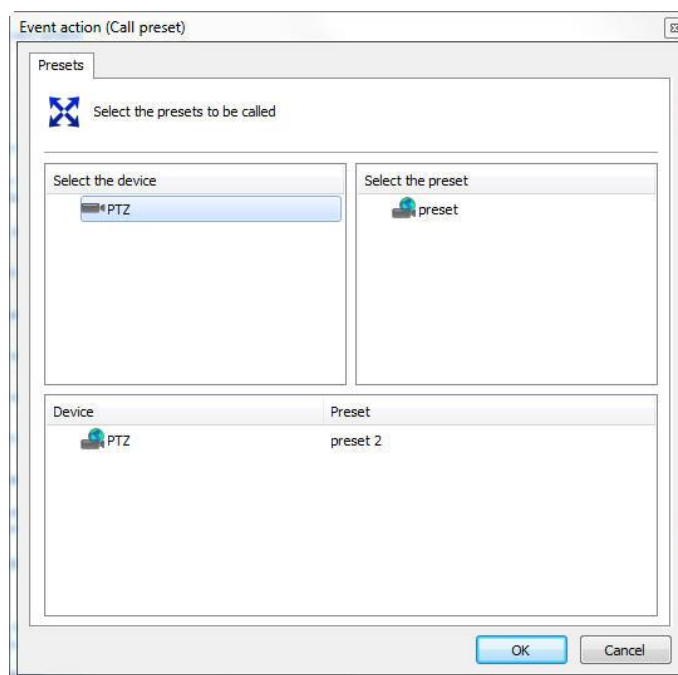 Event action (Call preset)
Presets
Select the presets to be called
Select the device
PTZ
Select the preset
preset
Device Preset
PTZ preset 2
OK Cancel